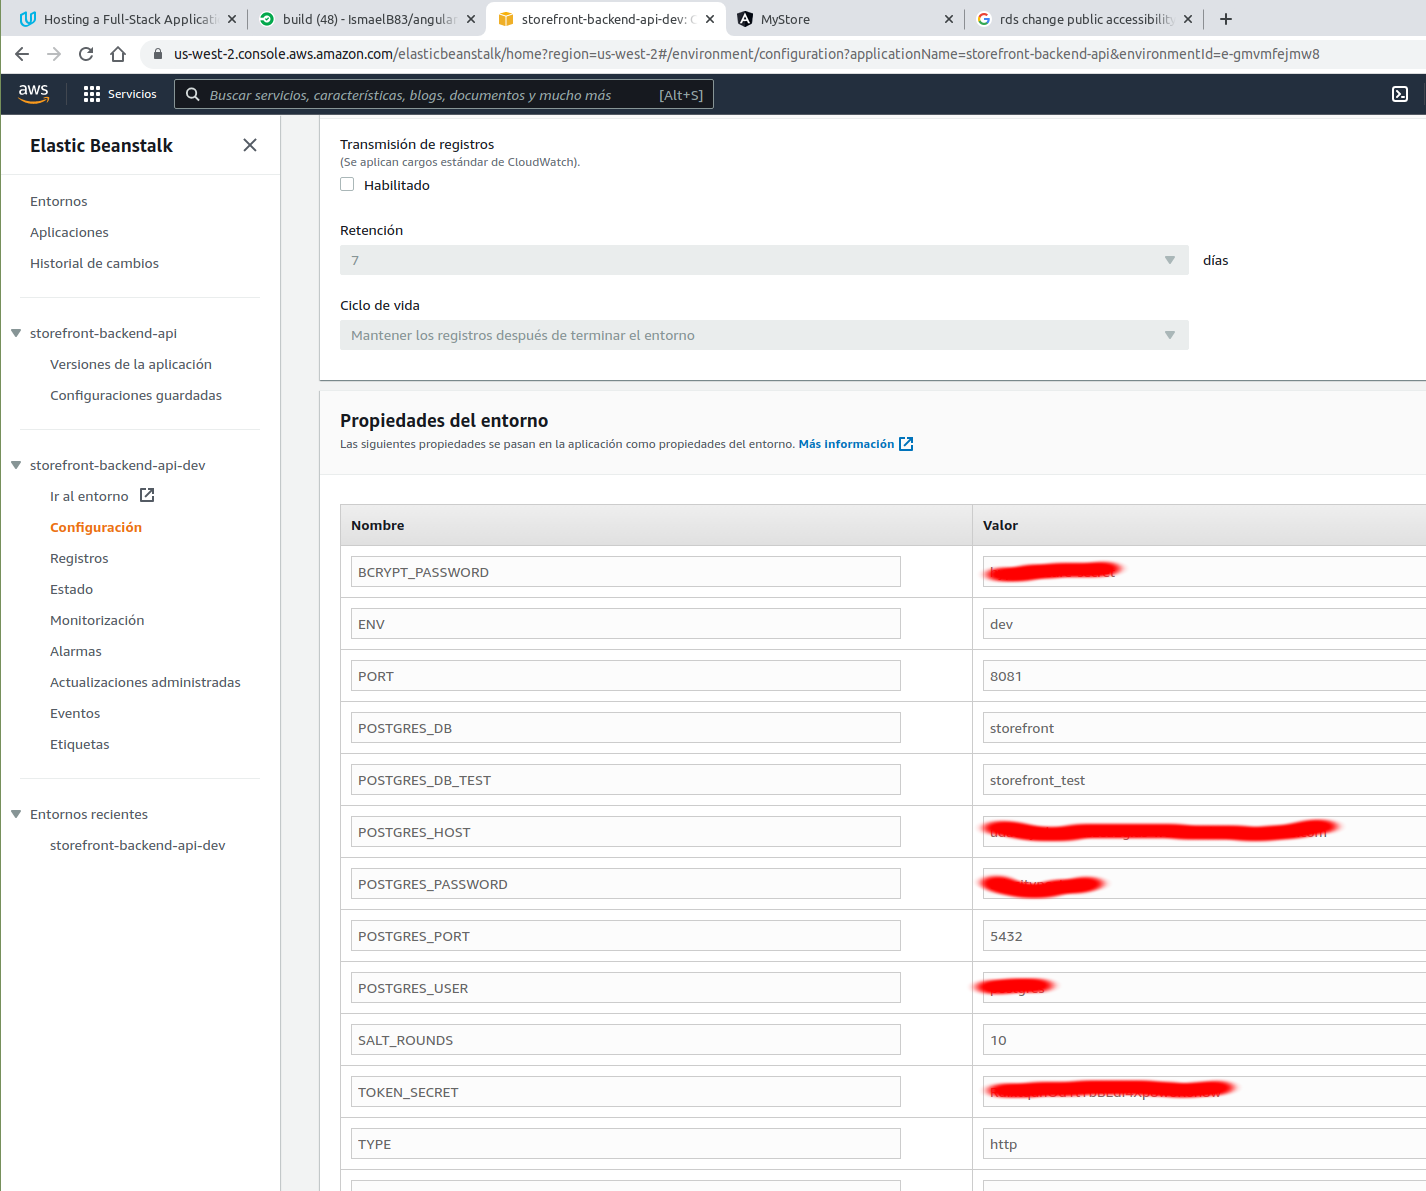 Hosting a Full-Stack Applicati
build (48) - IsmaelB83/angular
storefront-backend-api-dev: C
MyStore
rds change public accessibility
us-west-2.console.aws.amazon.com/elasticbeanstalk/home?region=us-west-2#/environment/configuration?applicationName=storefront-backend-api&environmentId=e-gmvmfejmw8
aws
Servicios
Buscar servicios, características, blogs, documentos y mucho más
[Alt+S]
Elastic Beanstalk
Entornos
Aplicaciones
Historial de cambios
storefront-backend-api
Versiones de la aplicación
Configuraciones guardadas
storefront-backend-api-dev
Ir al entorno
Configuración
Registros
Estado
Monitorización
Alarmas
Actualizaciones administradas
Eventos
Etiquetas
Entornos recientes
storefront-backend-api-dev
Transmisión de registros
(Se aplican cargos estándar de CloudWatch).
Habilitado
Retención
7 días
Ciclo de vida
Mantener los registros después de terminar el entorno
Propiedades del entorno
Las siguientes propiedades se pasan en la aplicación como propiedades del entorno. Más información
Nombre Valor
BCRYPT_PASSWORD
ENV dev
PORT 8081
POSTGRES_DB storefront
POSTGRES_DB_TEST storefront_test
POSTGRES_HOST
POSTGRES_PASSWORD
POSTGRES_PORT 5432
POSTGRES_USER
SALT_ROUNDS 10
TOKEN_SECRET
TYPE http